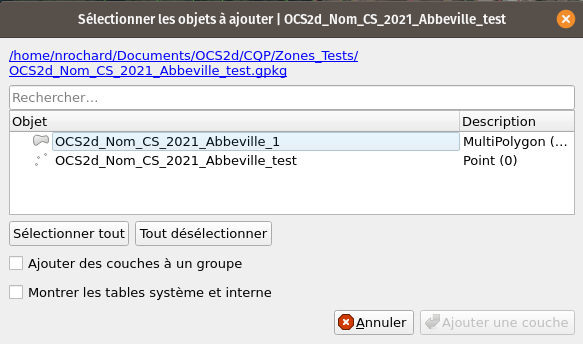 Sélectionner les objets à ajouter | OCS2d_Nom_CS_2021_Abbeville_test
/home/nrochard/Documents/OCS2d/CQP/Zones_Tests/
OCS2d_Nom_CS_2021_Abbeville_test.gpkg
Rechercher…
Objet Description
OCS2d_Nom_CS_2021_Abbeville_1 MultiPolygon (…
OCS2d_Nom_CS_2021_Abbeville_test Point (0)
Sélectionner tout Tout désélectionner
Ajouter des couches à un groupe
Montrer les tables système et interne
Annuler Ajouter une couche